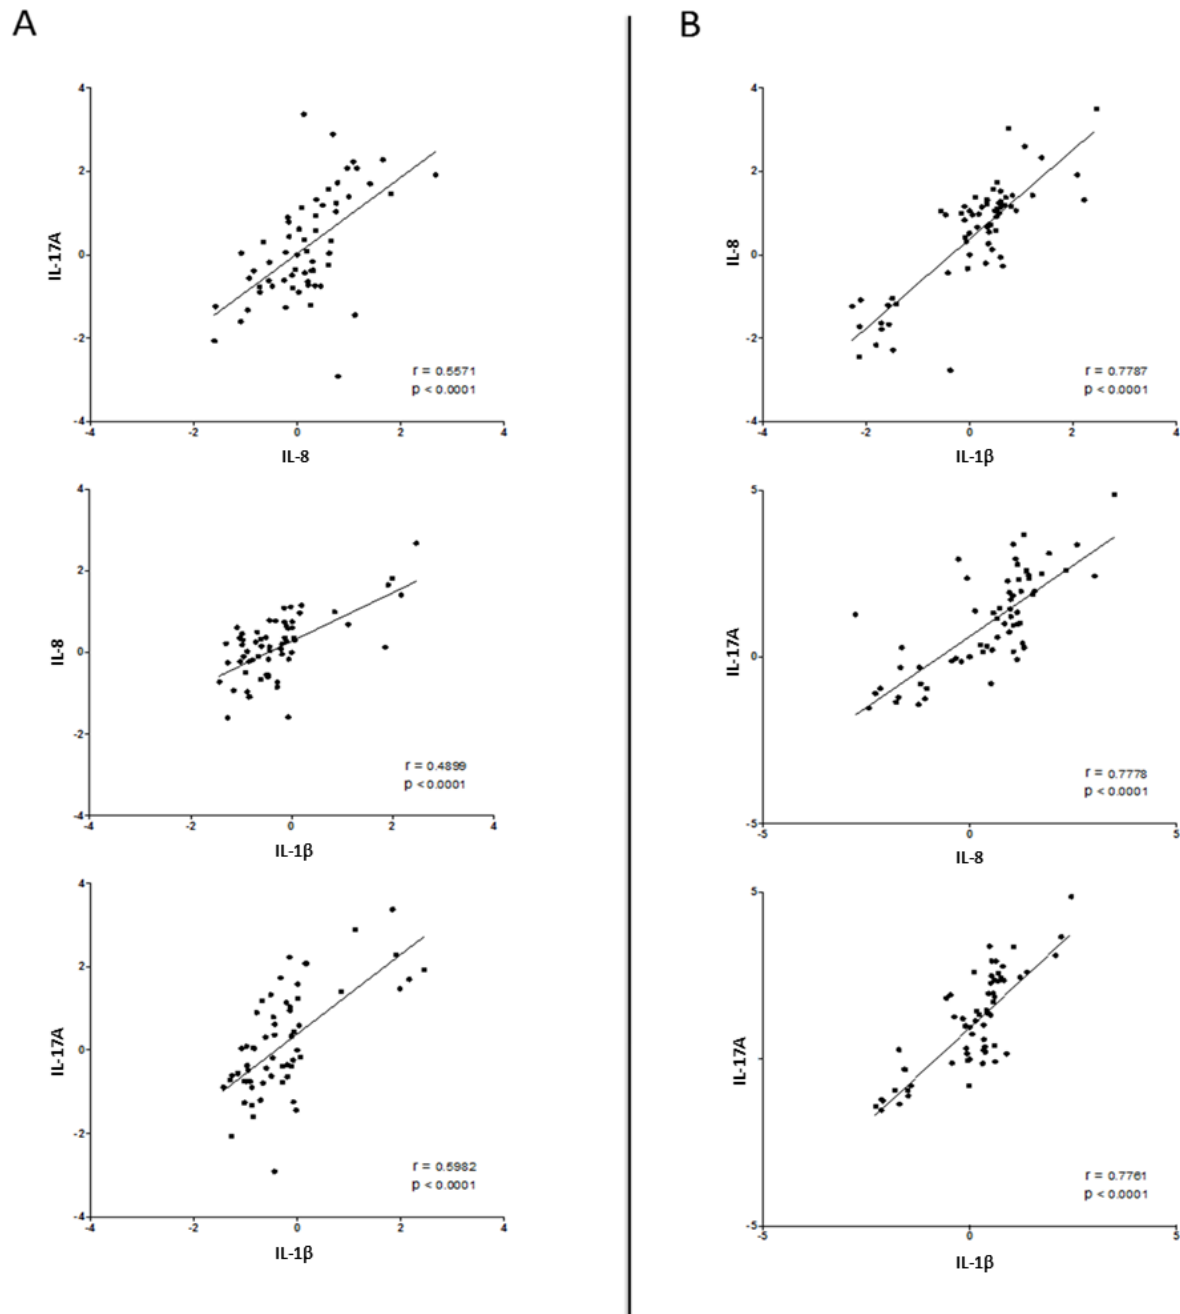 A
4
2
0
-2
-4
IL-17A
r = 0.5571
p < 0.0001
-4 -2 0 2 4
IL-8
4
2
0
-2
-4
IL-8
r = 0.4899
p < 0.0001
-4 -2 0 2 4
IL-1β
4
2
0
-2
-4
IL-17A
r = 0.5982
p < 0.0001
-4 -2 0 2 4
IL-1β
B
4
2
0
-2
-4
IL-8
r = 0.7787
p < 0.0001
-4 -2 0 2 4
IL-1β
5
0
-5
IL-17A
r = 0.7778
p < 0.0001
-5 0 5
IL-8
5
-5
IL-17A
r = 0.7761
p < 0.0001
-5 0 5
IL-1β